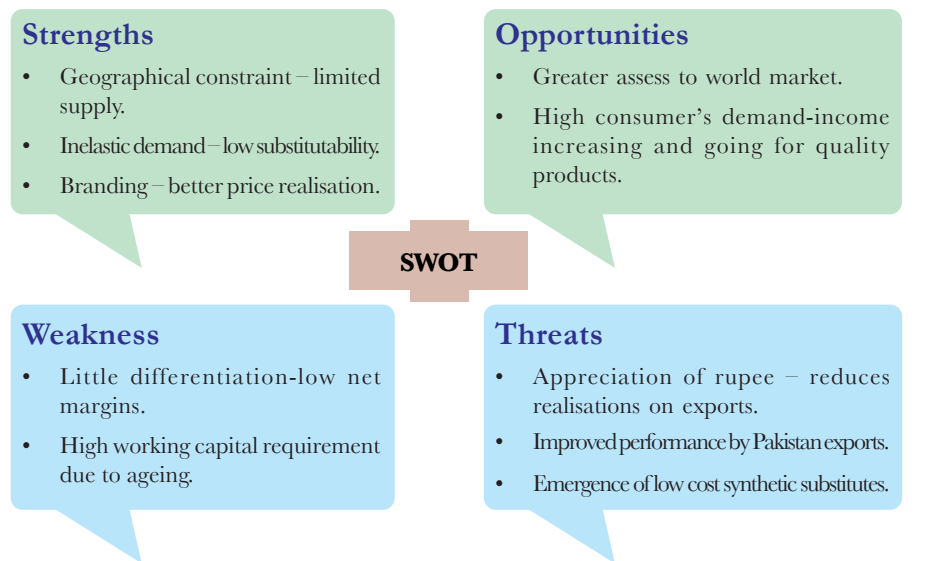 Strengths
• Geographical constraint – limited
supply.
• Inelastic demand – low substitutability.
• Branding – better price realisation.
Opportunities
• Greater assess to world market.
• High consumer's demand-income
increasing and going for quality
products.
SWOT
Weakness
• Little differentiation-low net
margins.
• High working capital requirement
due to ageing.
Threats
• Appreciation of rupee – reduces
realisations on exports.
• Improved performance by Pakistan exports.
• Emergence of low cost synthetic substitutes.